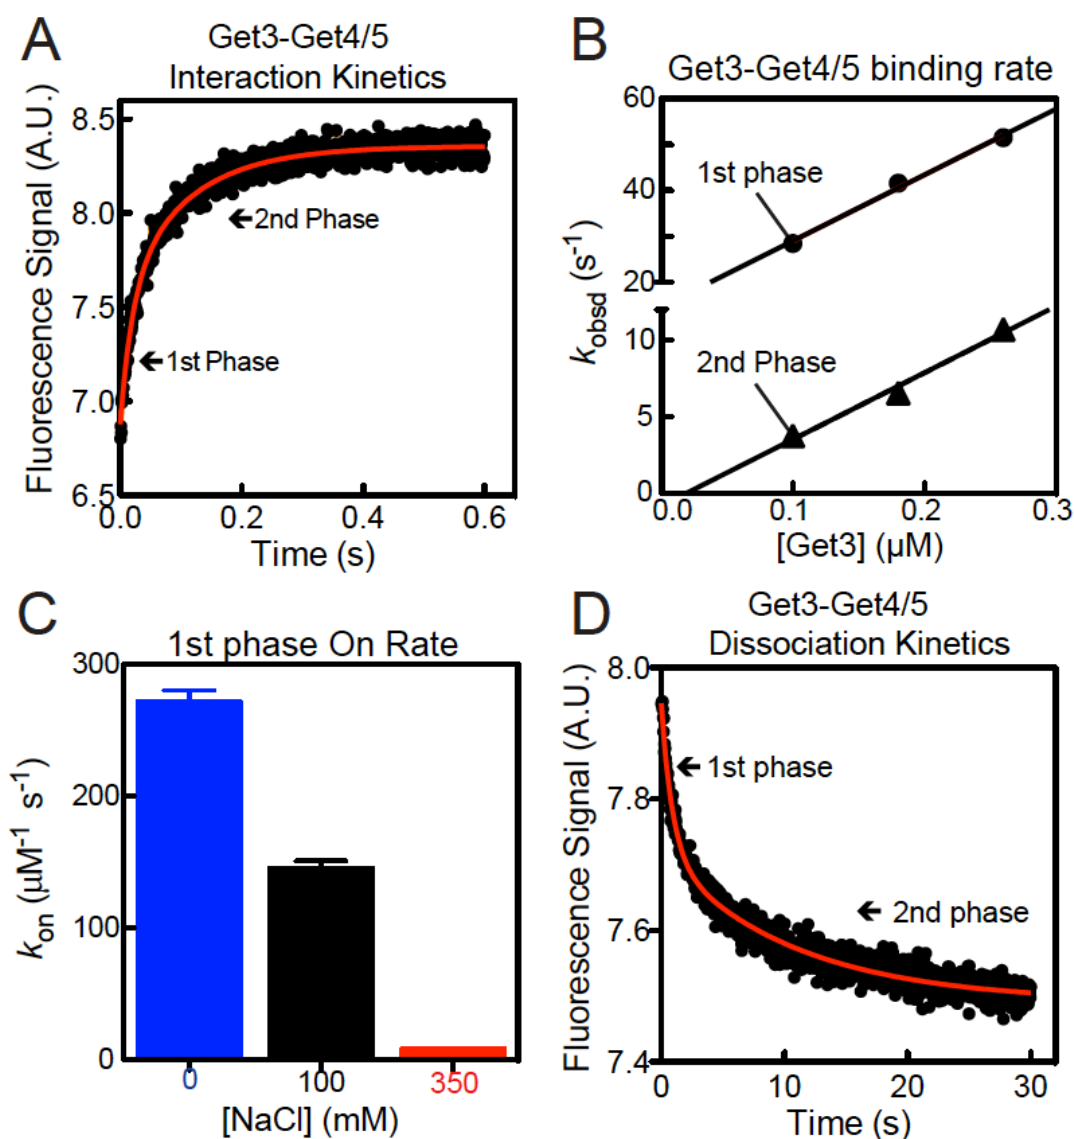 A
Get3-Get4/5
Interaction Kinetics
Fluorescence Signal (A.U.)
8.5
8.0
7.5
7.0
6.5
2nd Phase
1st Phase
0.0 0.2 0.4 0.6
Time (s)
B
Get3-Get4/5 binding rate
kobsd (s-1)
60
40
20
10
5
0
1st phase
2nd Phase
0.0 0.1 0.2 0.3
[Get3] (µM)
C
1st phase On Rate
kon (µM-1 s-1)
300
200
100
0
0 100 350
[NaCl] (mM)
D
Get3-Get4/5
Dissociation Kinetics
Fluorescence Signal (A.U.)
8.0
7.8
7.6
7.4
1st phase
2nd phase
0 10 20 30
Time (s)